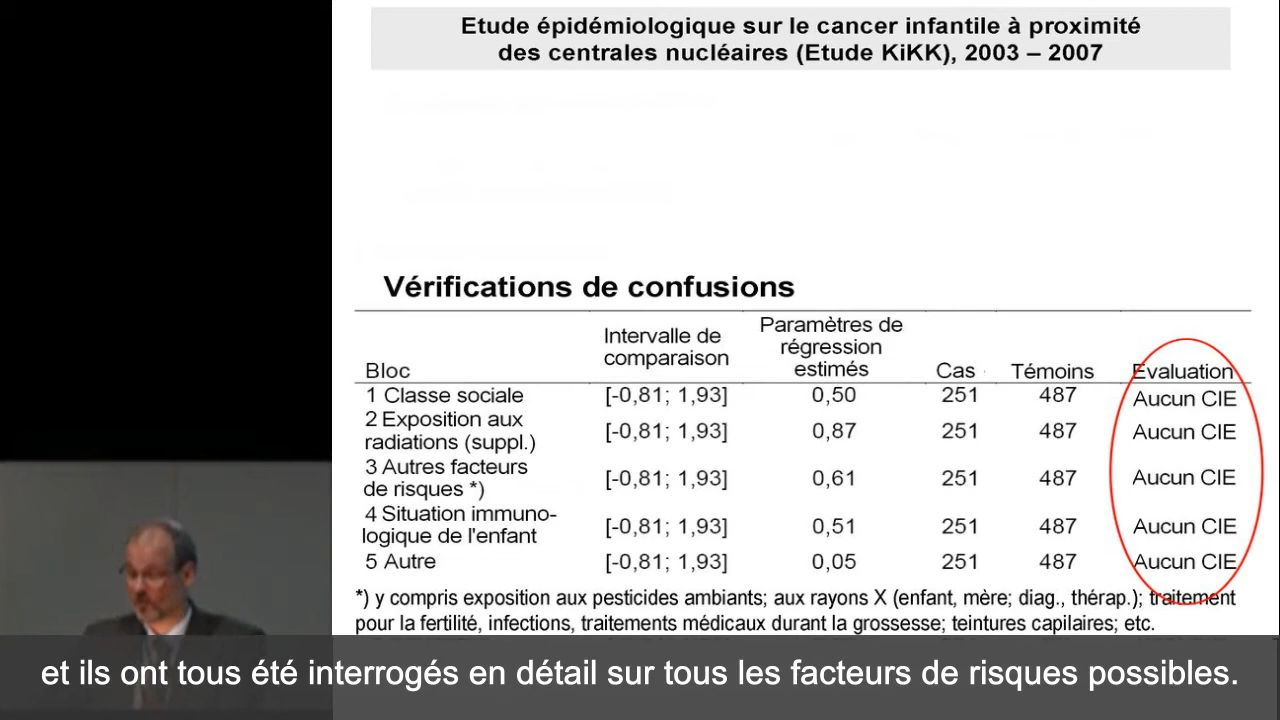 Etude épidémiologique sur le cancer infantile à proximité
des centrales nucléaires (Etude KiKK), 2003 – 2007
Vérifications de confusions
Bloc Intervalle de comparaison Paramètres de régression estimés Cas Témoins Evaluation
1 Classe sociale [-0,81; 1,93] 0,50 251 487 Aucun CIE
2 Exposition aux radiations (suppl.) [-0,81; 1,93] 0,87 251 487 Aucun CIE
3 Autres facteurs de risques *) [-0,81; 1,93] 0,61 251 487 Aucun CIE
4 Situation immuno-logique de l'enfant [-0,81; 1,93] 0,51 251 487 Aucun CIE
5 Autre [-0,81; 1,93] 0,05 251 487 Aucun CIE
*) y compris exposition aux pesticides ambiants; aux rayons X (enfant, mère; diag., thérap.); traitement
pour la fertilité, infections, traitements médicaux durant la grossesse; teintures capilaires; etc.
et ils ont tous été interrogés en détail sur tous les facteurs de risques possibles.